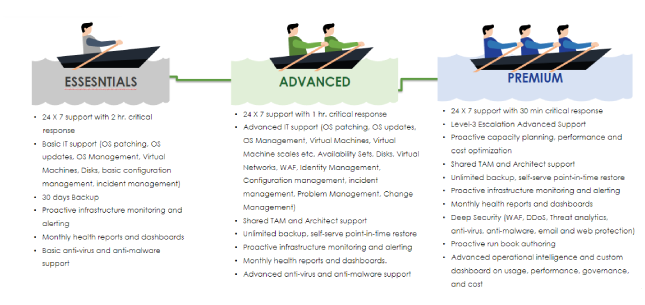 ESSESNTIALS
• 24 X 7 support with 2 hr. critical
response
• Basic IT support (OS patching, OS
updates, OS Management, Virtual
Machines, Disks, basic configuration
management, incident management)
• 30 days Backup
• Proactive infrastructure monitoring and
alerting
• Monthly health reports and dashboards
• Basic anti-virus and anti-malware
support
ADVANCED
• 24 X 7 support with 1 hr. critical response
• Advanced IT support (OS patching, OS updates,
OS Management, Virtual Machines, Virtual
Machine scales etc, Availability Sets, Disks, Virtual
Networks, WAF, Identity Management,
Configuration management, incident
management, Problem Management, Change
Management)
• Shared TAM and Architect support
• Unlimited backup, self-serve point-in-time restore
• Proactive infrastructure monitoring and alerting
• Monthly health reports and dashboards.
• Advanced anti-virus and anti-malware support
PREMIUM
• 24 X 7 support with 30 min critical response
• Level-3 Escalation Advanced Support
• Proactive capacity planning, performance and
cost optimization
• Shared TAM and Architect support
• Unlimited backup, self-serve point-in-time restore
• Proactive infrastructure monitoring and alerting
• Monthly health reports and dashboards
• Deep Security (WAF, DDoS, Threat analytics,
anti-virus, anti-malware, email and web protection)
• Proactive run book authoring
• Advanced operational intelligence and custom
dashboard on usage, performance, governance,
and cost